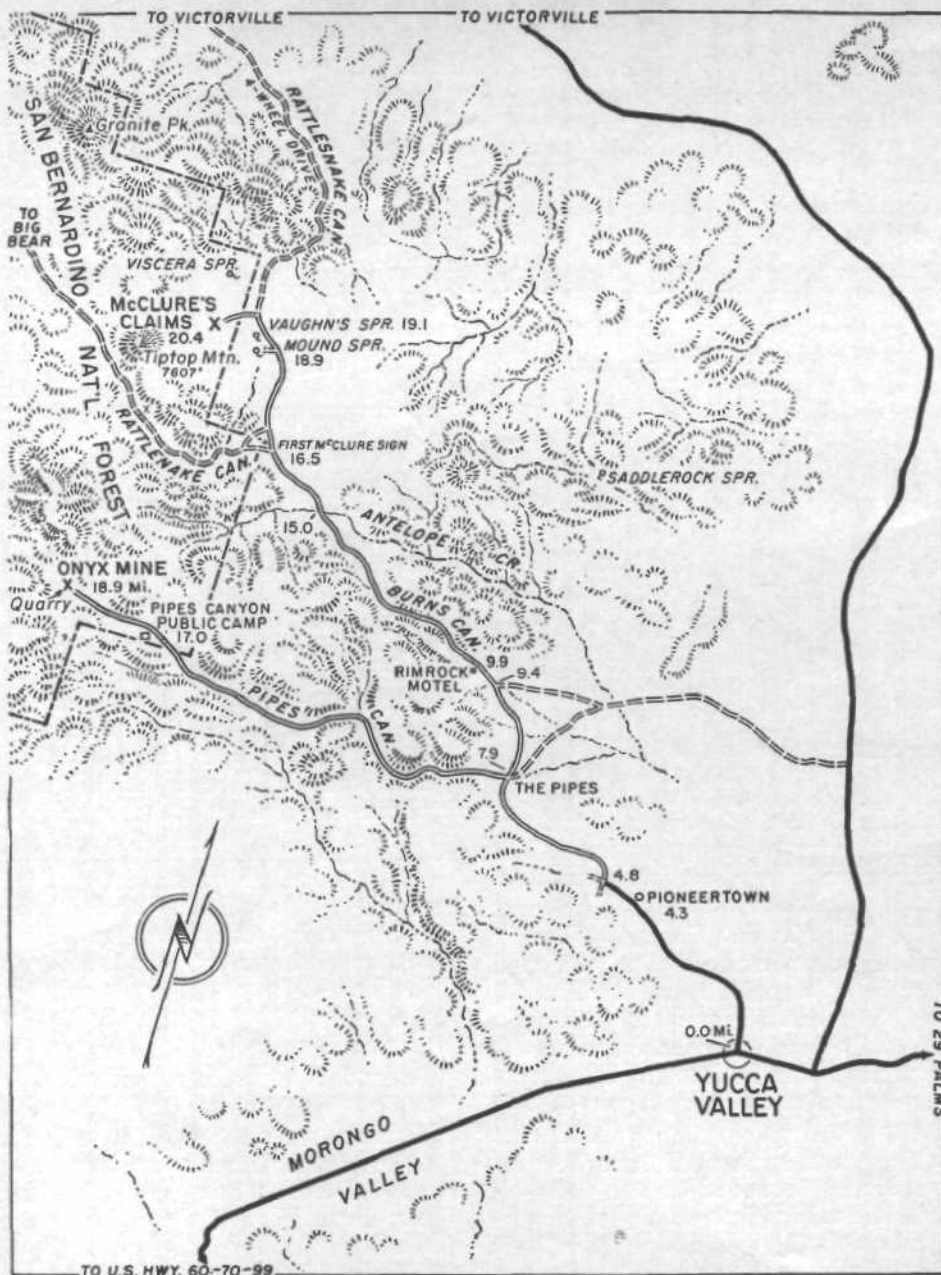 TO VICTORVILLE
TO VICTORVILLE
SAN BERNARDINO NAT'L. FOREST
Granite Pk.
4-WHEEL DRIVE
RATTLESNAKE CAN.
TO
BIG
BEAR
VISCERA SPR.
McCLURE'S
CLAIMS
20.4
Tiptop Mtn.
7607'
VAUGHN'S SPR. 19.1
MOUND SPR.
18.9
RATTLENAKE CAN.
FIRST McCLURE SIGN
16.5
SADDLEROCK SPR.
15.0
ANTELOPE CR.
ONYX MINE
18.9 Mi.
Quarry
PIPES CANYON
PUBLIC CAMP
17.0
BURNS CAN.
RIMROCK
MOTEL
9.9
9.4
PIPES CAN.
7.9
THE PIPES
4.8
PIONEERTOWN
4.3
N
0.0 Mi.
YUCCA
VALLEY
TO 29 PALMS
MORONGO
VALLEY
TO U.S. HWY. 60-70-99